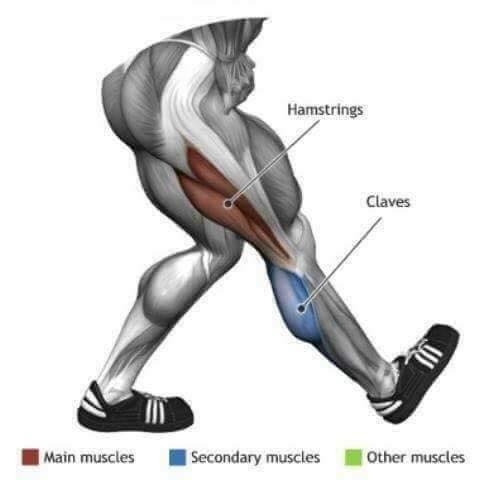 Hamstrings
Claves
Main muscles
Secondary muscles
Other muscles